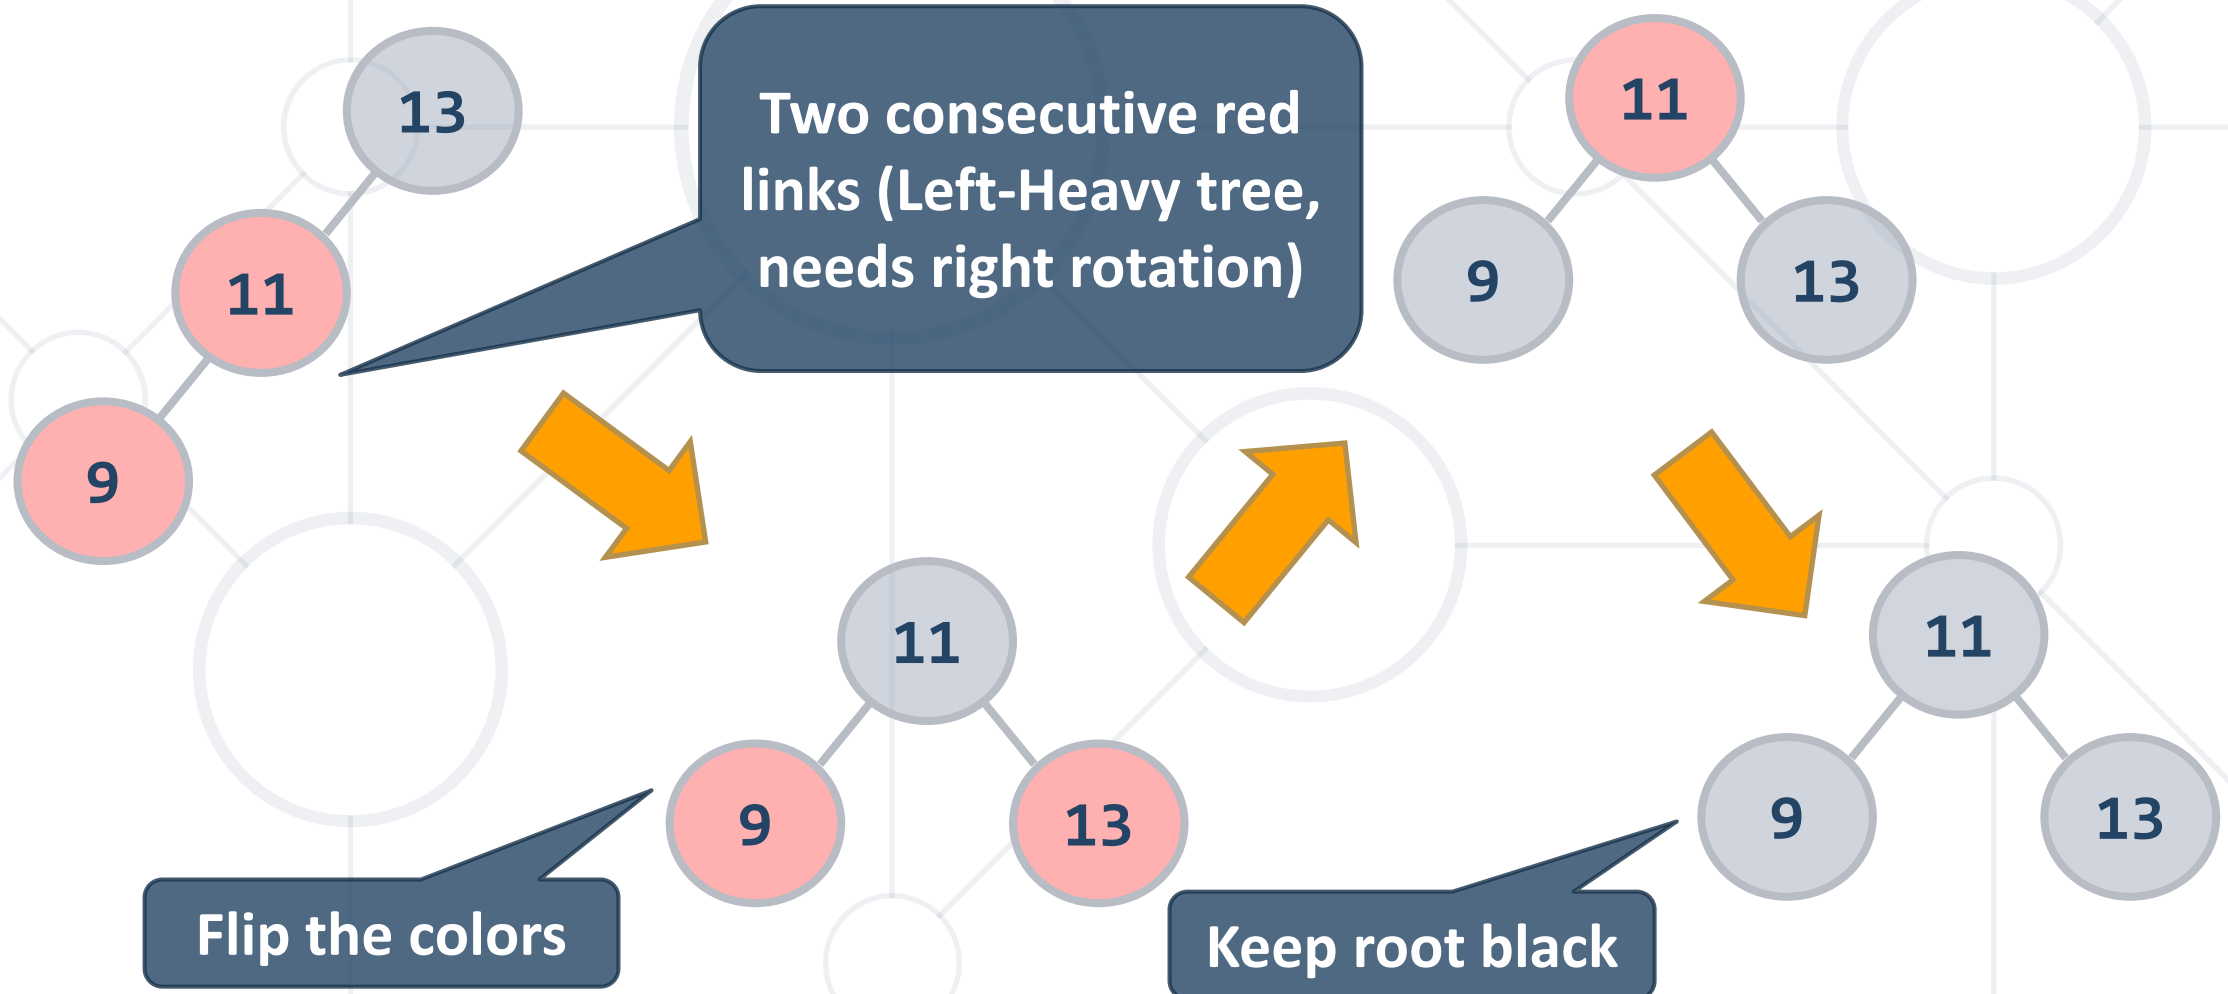 13
11
9
Two consecutive red
links (Left-Heavy tree,
needs right rotation)
11
9
13
Flip the colors
11
9
13
11
9
13
Keep root black